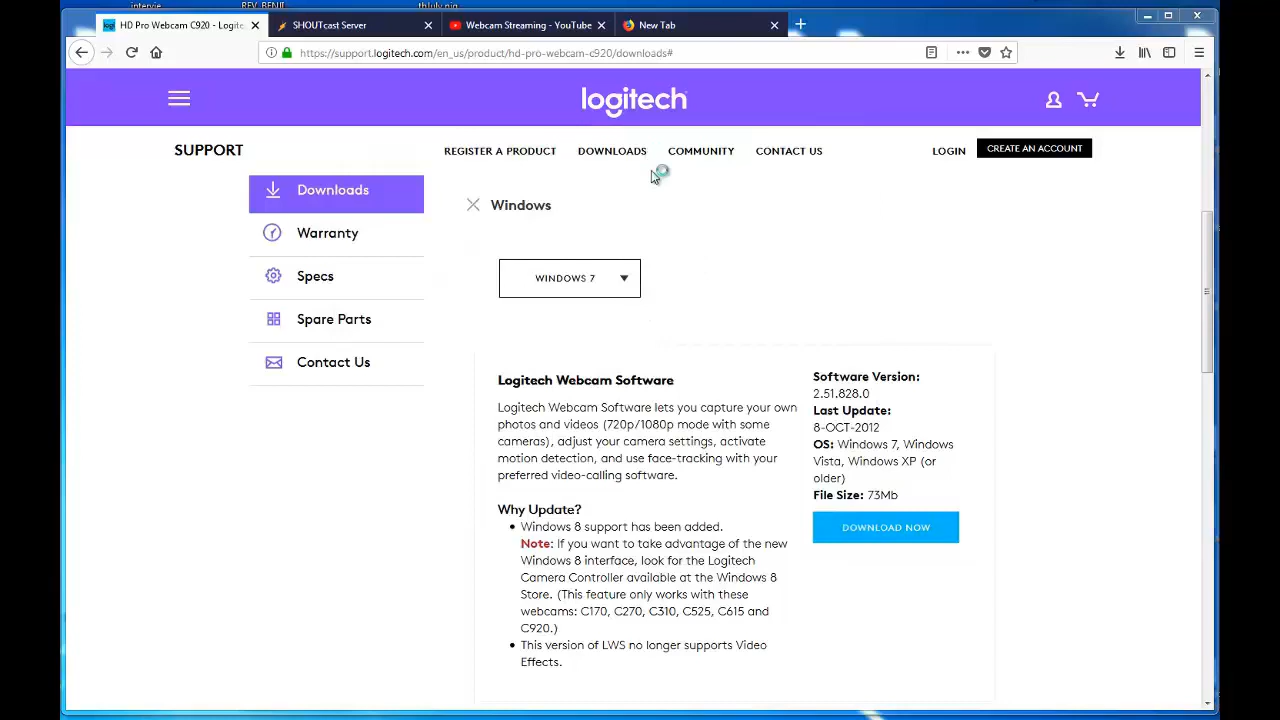 intervie REV. BENJI thJuly nig
HD Pro Webcam C920 - Logite SHOUTcast Server Webcam Streaming - YouTube New Tab
https://support.logitech.com/en_us/product/hd-pro-webcam-c920/downloads#
logitech
SUPPORT REGISTER A PRODUCT DOWNLOADS COMMUNITY CONTACT US LOGIN CREATE AN ACCOUNT
Downloads
Warranty
Specs
Spare Parts
Contact Us
Windows
WINDOWS 7
Logitech Webcam Software
Logitech Webcam Software lets you capture your own
photos and videos (720p/1080p mode with some
cameras), adjust your camera settings, activate
motion detection, and use face-tracking with your
preferred video-calling software.
Why Update?
• Windows 8 support has been added.
Note: If you want to take advantage of the new
Windows 8 interface, look for the Logitech
Camera Controller available at the Windows 8
Store. (This feature only works with these
webcams: C170, C270, C310, C525, C615 and
C920.)
• This version of LWS no longer supports Video
Effects.
Software Version:
2.51.828.0
Last Update:
8-OCT-2012
OS: Windows 7, Windows
Vista, Windows XP (or
older)
File Size: 73Mb
DOWNLOAD NOW